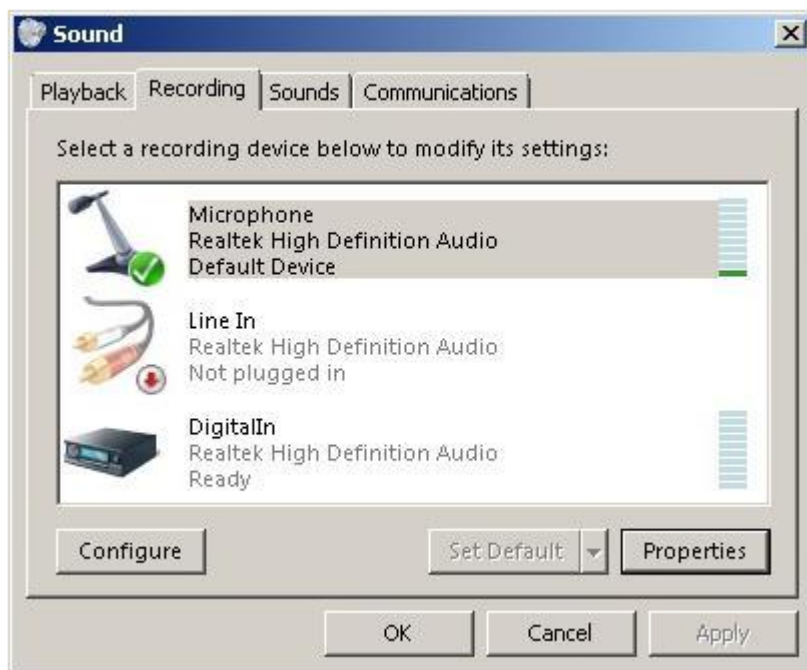 Sound
Playback Recording Sounds Communications
Select a recording device below to modify its settings:
Microphone
Realtek High Definition Audio
Default Device
Line In
Realtek High Definition Audio
Not plugged in
DigitalIn
Realtek High Definition Audio
Ready
Configure Set Default Properties
OK Cancel Apply